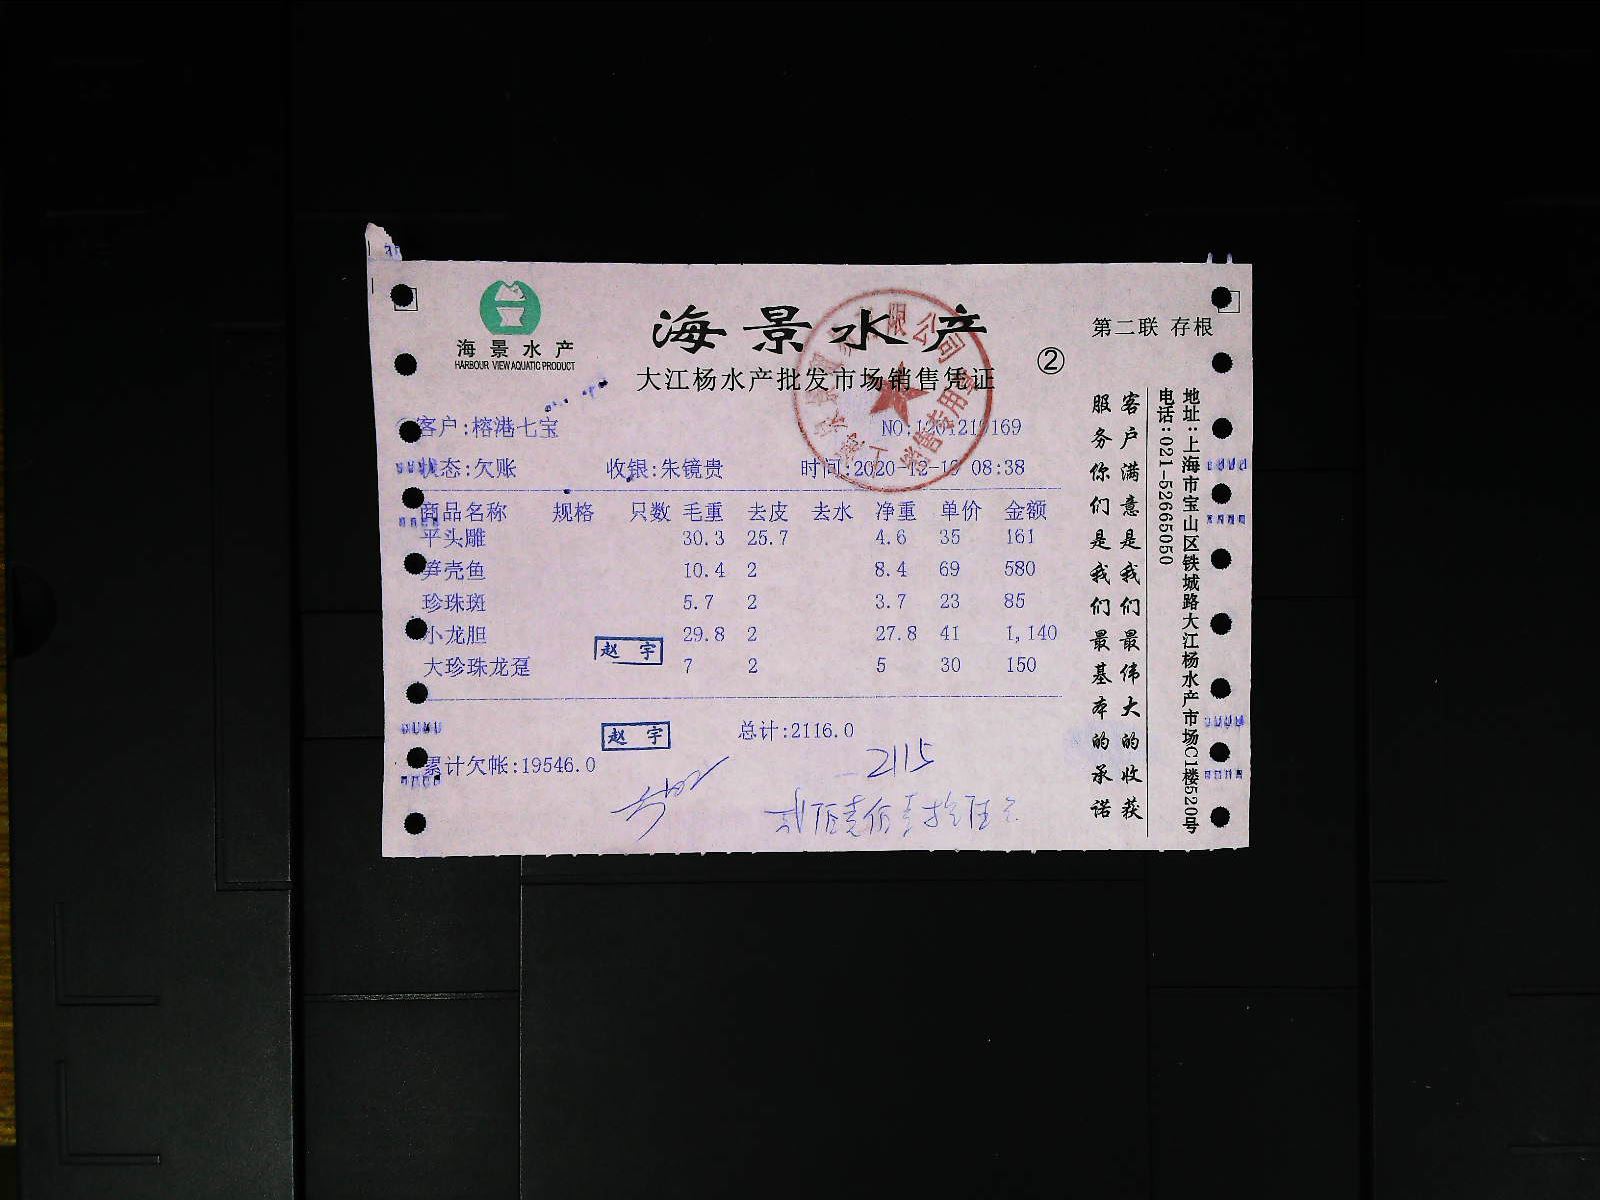 海景水产
HARBOUR VIEW AQUATIC PRODUCT
海景水产
大江杨水产批发市场销售凭证
②
第二联 存根
客户:榕港七宝
状态:欠账 收银:朱镜贵 时间:2020-12-1 08:38
商品名称 规格 只数 毛重 去皮 去水 净重 单价 金额
平头雕 30.3 25.7 4.6 35 161
笋壳鱼 10.4 2 8.4 69 580
珍珠斑 5.7 2 3.7 23 85
小龙胆 29.8 2 27.8 41 1,140
大珍珠龙趸 7 2 5 30 150
赵宇
赵宇
总计:2116.0
累计欠帐:19546.0
2115
客户满意是我们最伟大的收获
服务你们是我们最基本的承诺
地址:上海市宝山区铁城路大江杨水产市场C1楼520号
电话:021-52665050
公司
销售专用章